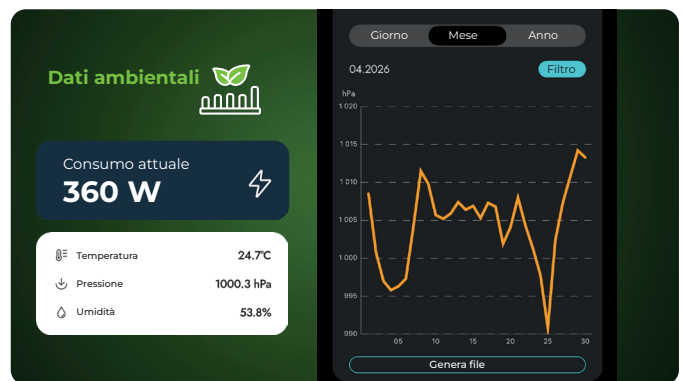 Dati ambientali
Consumo attuale
360 W
Temperatura 24.7°C
Pressione 1000.3 hPa
Umidità 53.8%
Giorno Mese Anno
04.2026 Filtro
hPa
1 020
1 015
1 010
1 005
1 000
995
990
05 10 15 20 25 30
Genera file